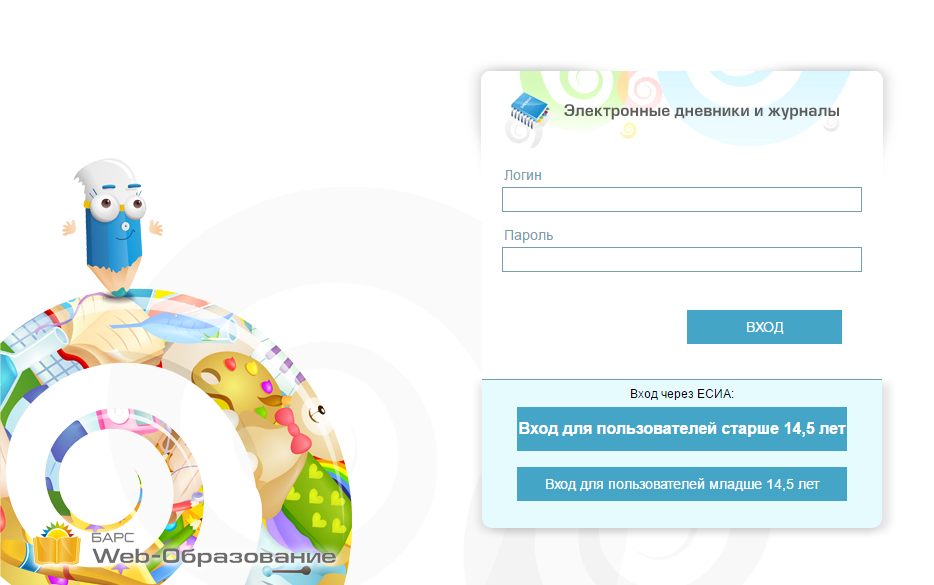 Электронные дневники и журналы
Логин
Пароль
ВХОД
Вход через ЕСИА:
Вход для пользователей старше 14,5 лет
Вход для пользователей младше 14,5 лет
БАРС
Web-Образование